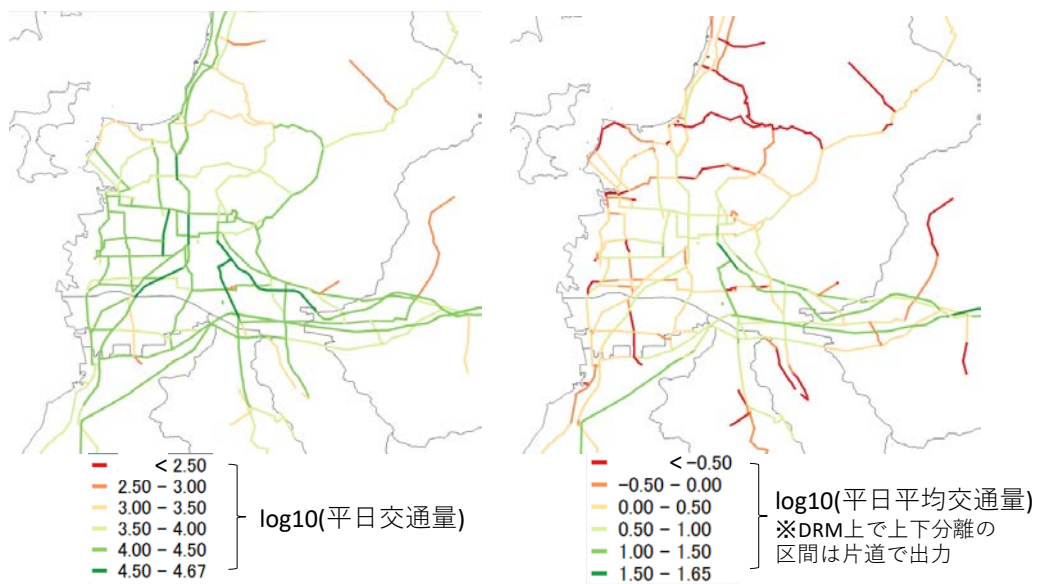 < 2.50
2.50 − 3.00
3.00 − 3.50
3.50 − 4.00
4.00 − 4.50
4.50 − 4.67
log10(平日交通量)
< −0.50
−0.50 − 0.00
0.00 − 0.50
0.50 − 1.00
1.00 − 1.50
1.50 − 1.65
log10(平日平均交通量)
※DRM上で上下分離の
区間は片道で出力